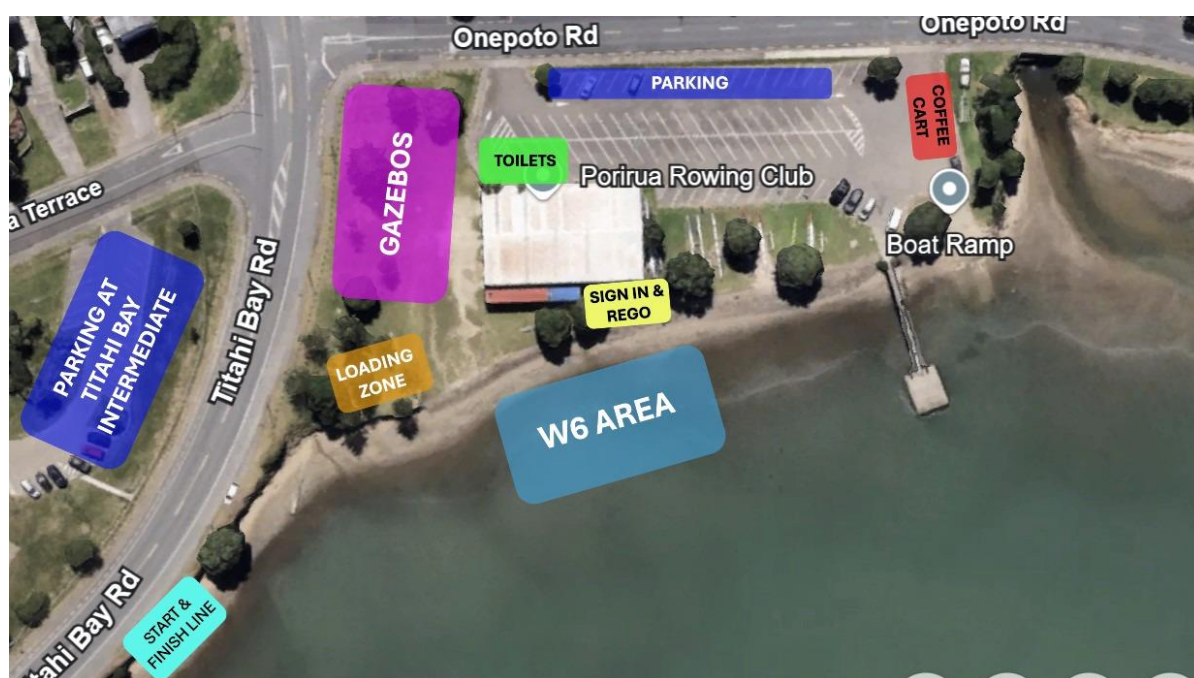 Onepoto Rd
Onepoto Rd
PARKING
COFFEE
CART
TOILETS
Porirua Rowing Club
GAZEBOS
a Terrace
Boat Ramp
SIGN IN &
REGO
PARKING AT
TITAHI BAY
INTERMEDIATE
Titahi Bay Rd
LOADING
ZONE
W6 AREA
START &
FINISH LINE
itahi Bay Rd